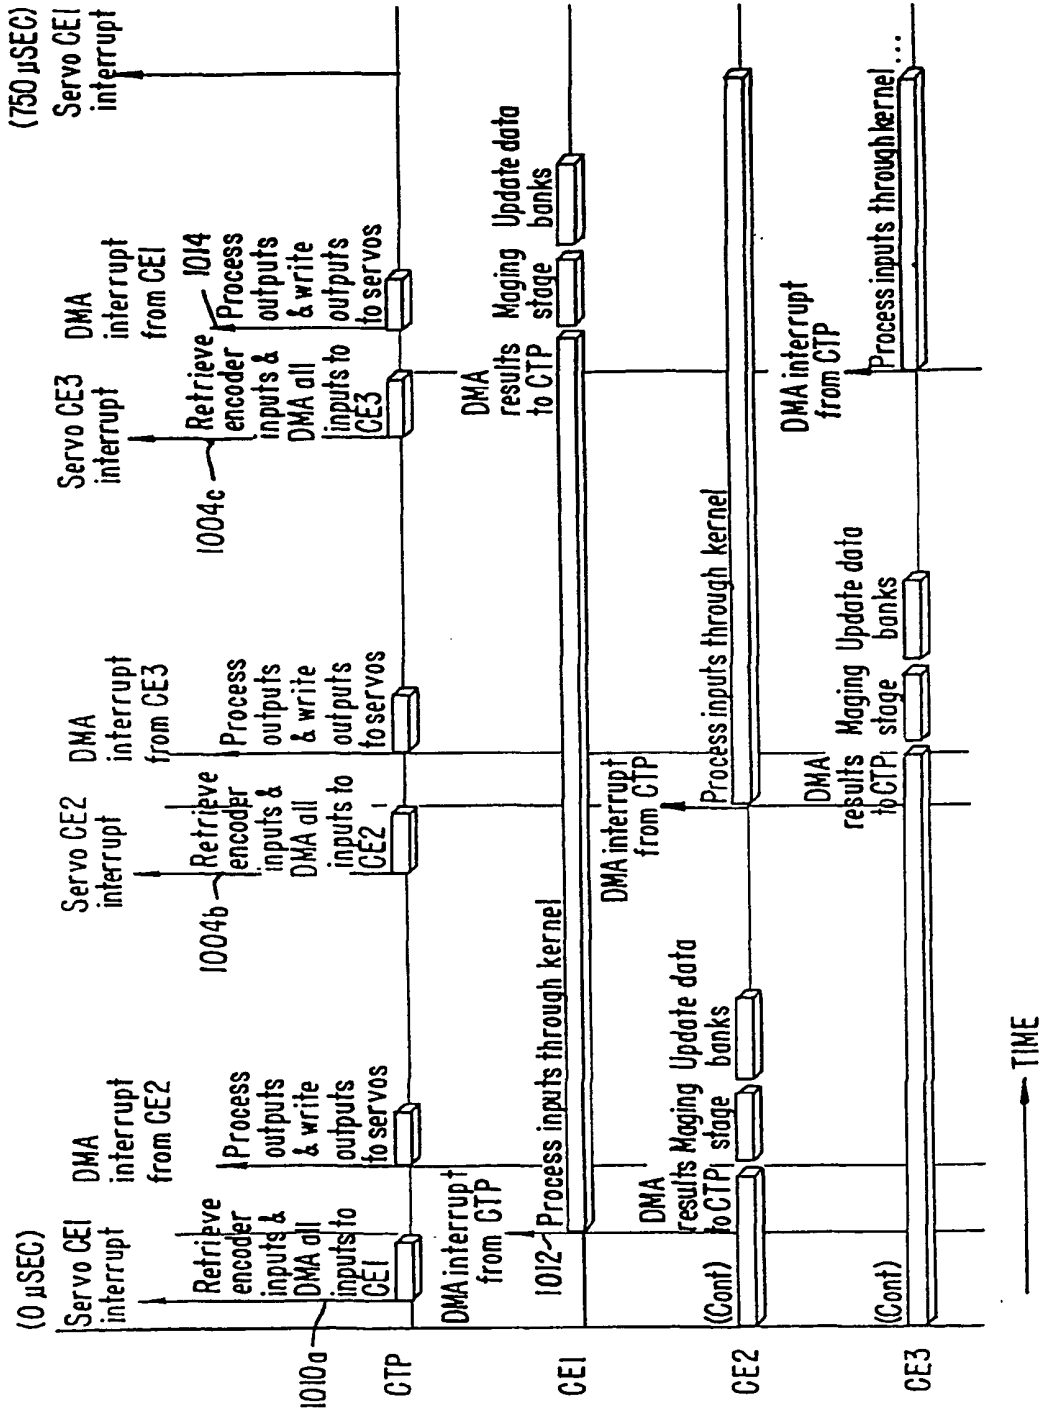 (0 µSEC)
Servo CE1
interrupt
1010a
Retrieve
encoder
inputs &
DMA all
inputs to
CE1
DMA
interrupt
from CE2
Process
outputs
& write
outputs
to servos
Servo CE2
interrupt
1004b
Retrieve
encoder
inputs &
DMA all
inputs to
CE2
DMA
interrupt
from CE3
Process
outputs
& write
outputs
to servos
Servo CE3
interrupt
1004c
Retrieve
encoder
inputs &
DMA all
inputs to
CE3
DMA
interrupt
from CE1
1014
Process
outputs
& write
outputs
to servos
(750 µSEC)
Servo CE1
interrupt
CTP
DMA interrupt
from CTP
1012
Process inputs through kernel
DMA
results
to CTP
Maging
stage
Update data
banks
CE1
(Cont)
DMA
results
to CTP
Maging
stage
Update data
banks
DMA interrupt
from CTP
Process inputs through kernel
CE2
(Cont)
DMA
results
to CTP
Maging
stage
Update data
banks
DMA interrupt
from CTP
Process inputs through kernel...
CE3
TIME